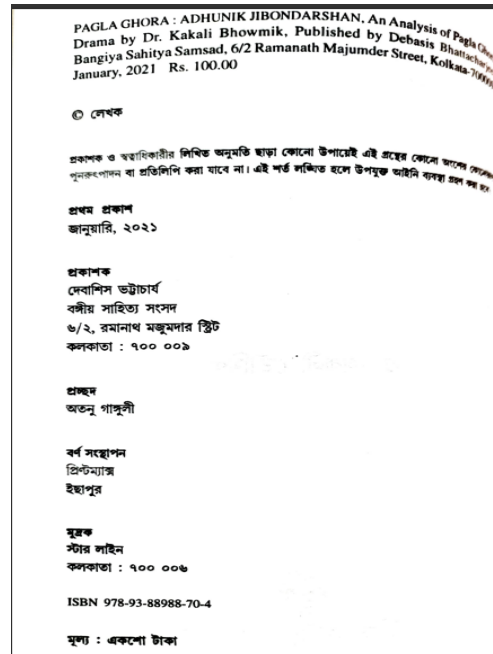 PAGLA GHORA : ADHUNIK JIBONDARSHAN, An Analysis of Pagla
Drama by Dr. Kakali Bhowmik, Published by Debasis Bhattacharya
Bangiya Sahitya Samsad, 6/2 Ramanath Majumder Street, Kolkata-700009
January, 2021 Rs. 100.00
© লেখক
প্রকাশক ও স্বত্বাধিকারীর লিখিত অনুমতি ছাড়া কোনো উপায়েই এই গ্রন্থের কোনো অংশের
পুনরুৎপাদন বা প্রতিলিপি করা যাবে না। এই শর্ত লঙ্ঘিত হলে উপযুক্ত আইনি ব্যবস্থা গ্রহণ করা হবে
প্রথম প্রকাশ
জানুয়ারি, ২০২১
প্রকাশক
দেবাশিস ভট্টাচার্য
বঙ্গীয় সাহিত্য সংসদ
৬/২, রমানাথ মজুমদার স্ট্রিট
কলকাতা : ৭০০ ০০৯
প্রচ্ছদ
অতনু গাঙ্গুলী
বর্ণ সংস্থাপন
প্রিন্টম্যাক্স
ইছাপুর
মুদ্রক
স্টার লাইন
কলকাতা : ৭০০ ০০৬
ISBN 978-93-88988-70-4
মূল্য : একশো টাকা